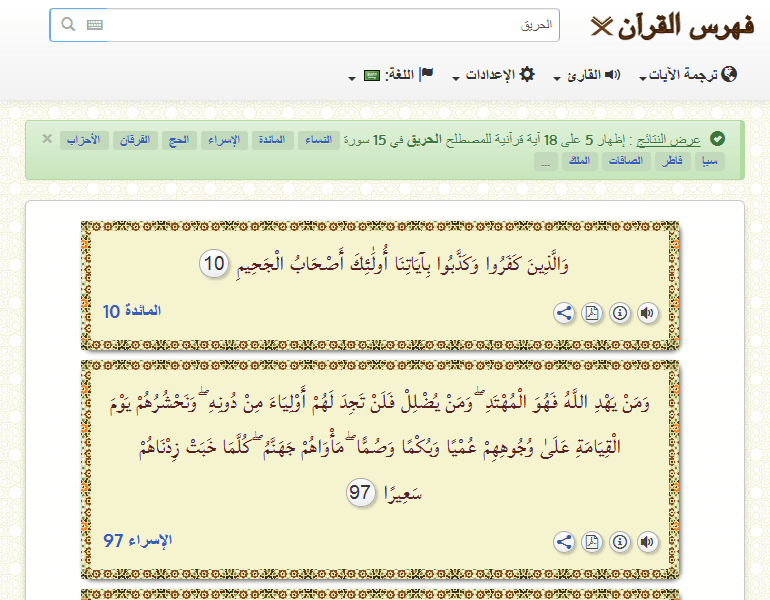 فهرس القرآن
الحريق
ترجمة الآيات
القارئ
الإعدادات
اللغة:
عرض النتائج : إظهار 5 على 18 آية قرآنية للمصطلح الحريق في 15 سورة النساء المائدة الإسراء الحج الفرقان الأحزاب ×
سبإ فاطر الصافات الملك ...
وَالَّذِينَ كَفَرُوا وَكَذَّبُوا بِآيَاتِنَا أُولَٰئِكَ أَصْحَابُ الْجَحِيمِ 10
المائدة 10
وَمَنْ يَهْدِ اللَّهُ فَهُوَ الْمُهْتَدِ ۖ وَمَنْ يُضْلِلْ فَلَنْ تَجِدَ لَهُمْ أَوْلِيَاءَ مِنْ دُونِهِ ۖ وَنَحْشُرُهُمْ يَوْمَ
الْقِيَامَةِ عَلَىٰ وُجُوهِهِمْ عُمْيًا وَبُكْمًا وَصُمًّا ۖ مَأْوَاهُمْ جَهَنَّمُ ۖ كُلَّمَا خَبَتْ زِدْنَاهُمْ
سَعِيرًا 97
الإسراء 97